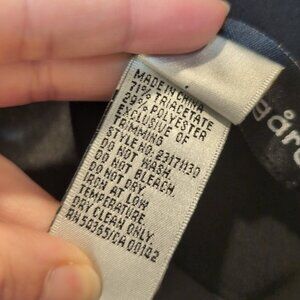 MADE IN CHINA
71% TRIACETATE
29% POLYESTER
EXCLUSIVE OF
TRIMMING
STYLE NO: 2317M30
DO NOT WASH.
DO NOT BLEACH.
DO NOT DRY.
IRON AT LOW
TEMPERATURE.
DRY CLEAN ONLY.
RN 54365/CA 00142